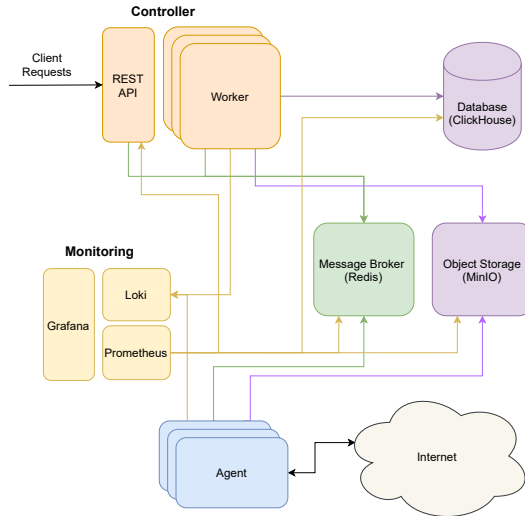 Controller
Client
Requests
REST
API
Worker
Database
(ClickHouse)
Monitoring
Grafana
Loki
Prometheus
Message Broker
(Redis)
Object Storage
(MinIO)
Agent
Internet